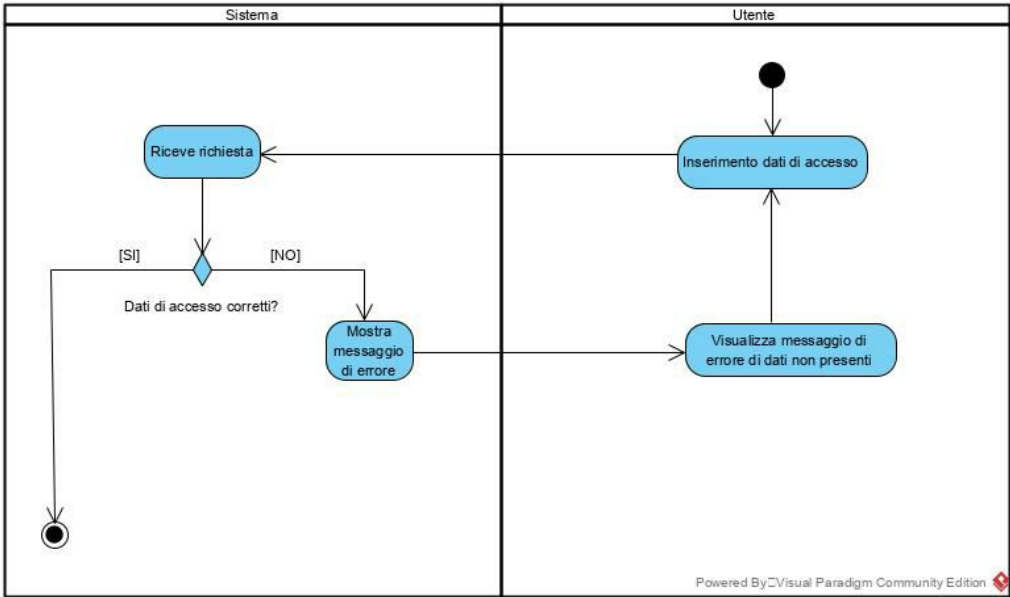 Sistema
Utente
Riceve richiesta
Inserimento dati di accesso
[SI]
[NO]
Dati di accesso corretti?
Mostra
messaggio
di errore
Visualizza messaggio di
errore di dati non presenti
Powered By Visual Paradigm Community Edition